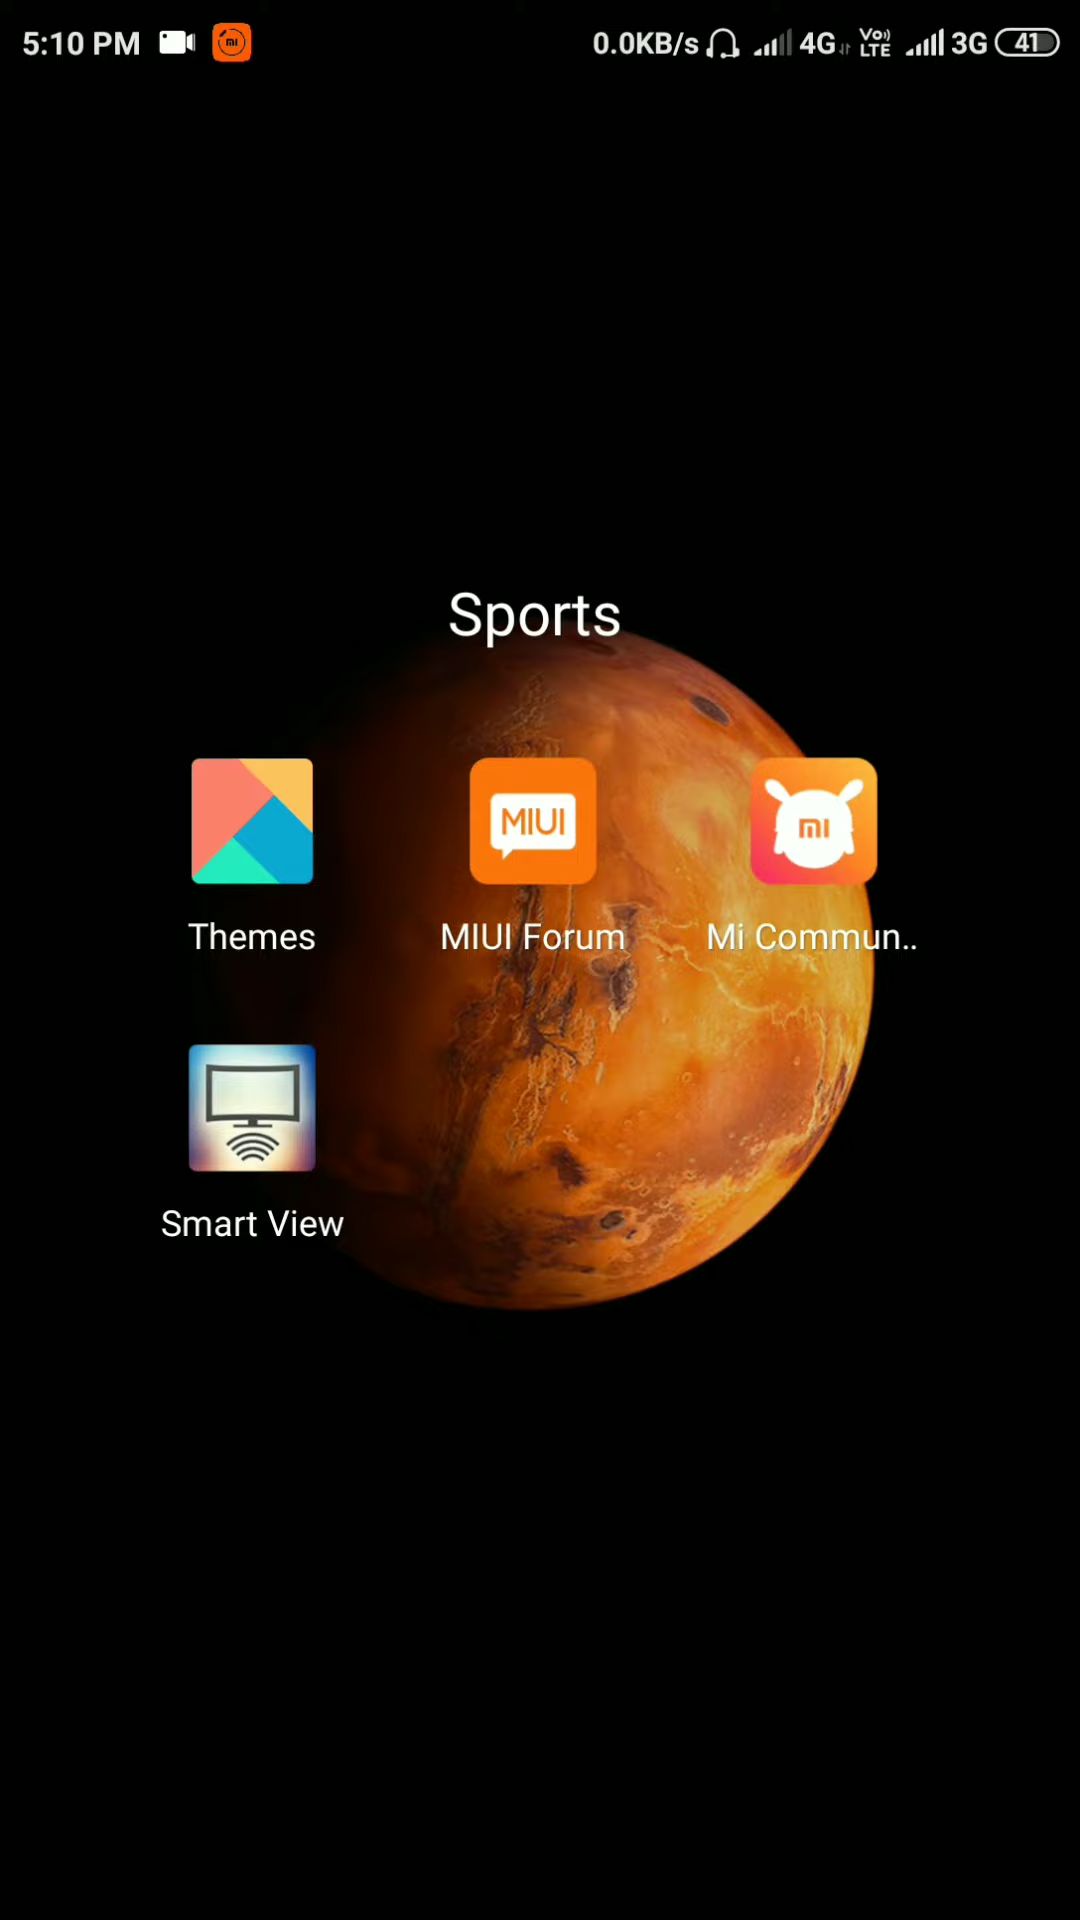 5:10 PM 0.0KB/s 4G Vo)) LTE 3G 41
Sports
MIUI
mi
Themes MIUI Forum Mi Commun..
Smart View